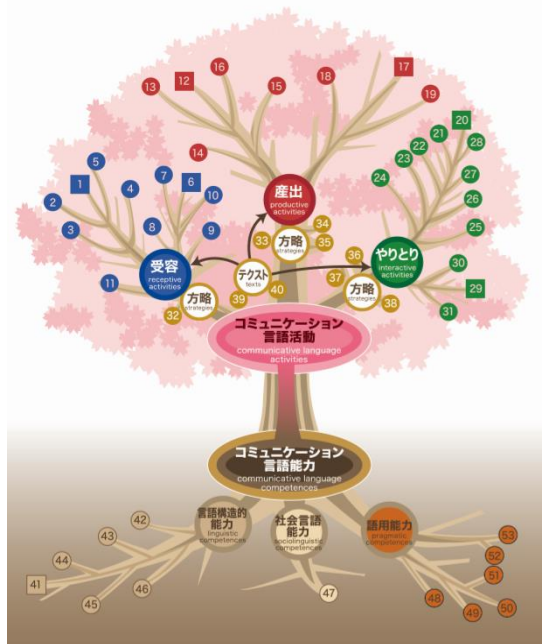 16
12
17
13
15
18
19
20
21
22
28
23
5
14
24
27
1
7
6
4
10
2
26
産出
productive
activities
3
8
9
34
25
33
方略
strategies
35
受容
receptive
activities
36
やりとり
interactive
activities
30
11
テクスト
texts
37
29
39
40
方略
strategies
32
方略
strategies
38
31
コミュニケーション
言語活動
communicative language
activities
コミュニケーション
言語能力
communicative language
competences
言語構造的
能力
linguistic
competences
社会言語
能力
sociolinguistic
competences
語用能力
pragmatic
competences
42
43
44
41
45
46
47
53
52
51
48
49
50